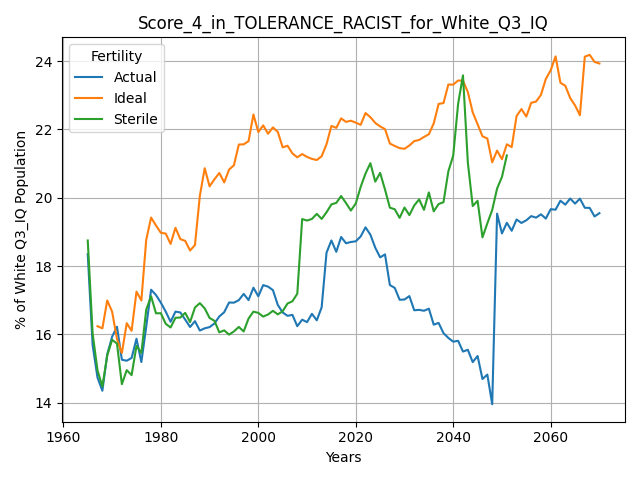 Score_4_in_TOLERANCE_RACIST_for_White_Q3_IQ
Fertility
Actual
Ideal
Sterile
% of White Q3_IQ Population
24
22
20
18
16
14
1960
1980
2000
2020
2040
2060
Years